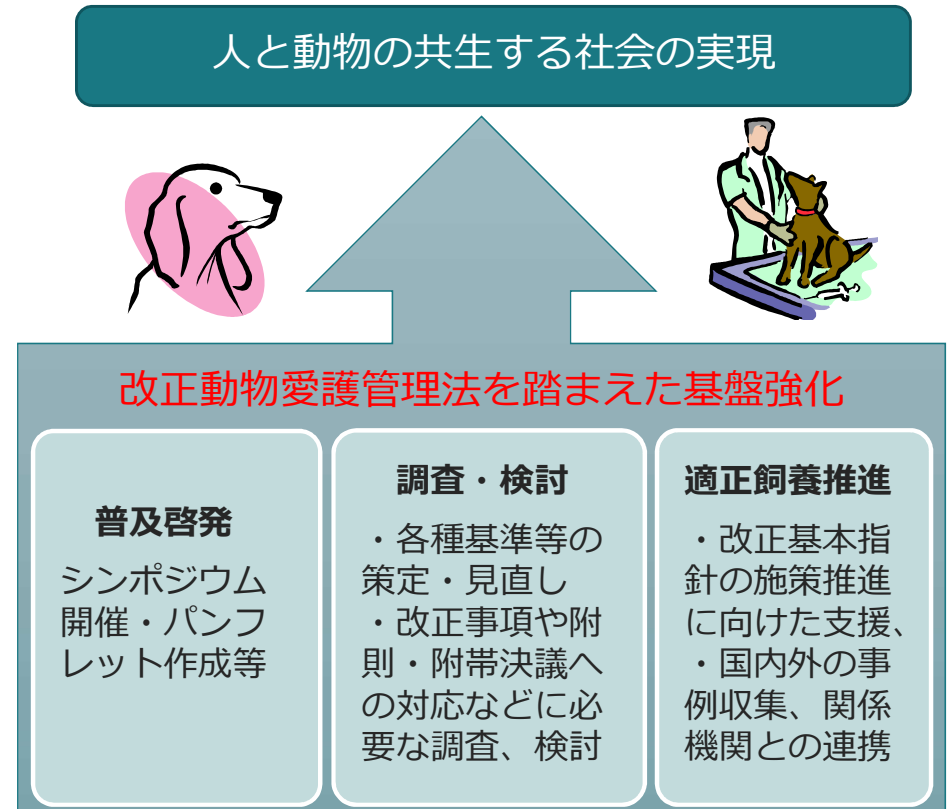 人と動物の共生する社会の実現
改正動物愛護管理法を踏まえた基盤強化
普及啓発
シンポジウム
開催・パンフ
レット作成等
調査・検討
・各種基準等の
策定・見直し
・改正事項や附
則・附帯決議へ
の対応などに必
要な調査、検討
適正飼養推進
・改正基本指
針の施策推進
に向けた支援、
・国内外の事
例収集、関係
機関との連携